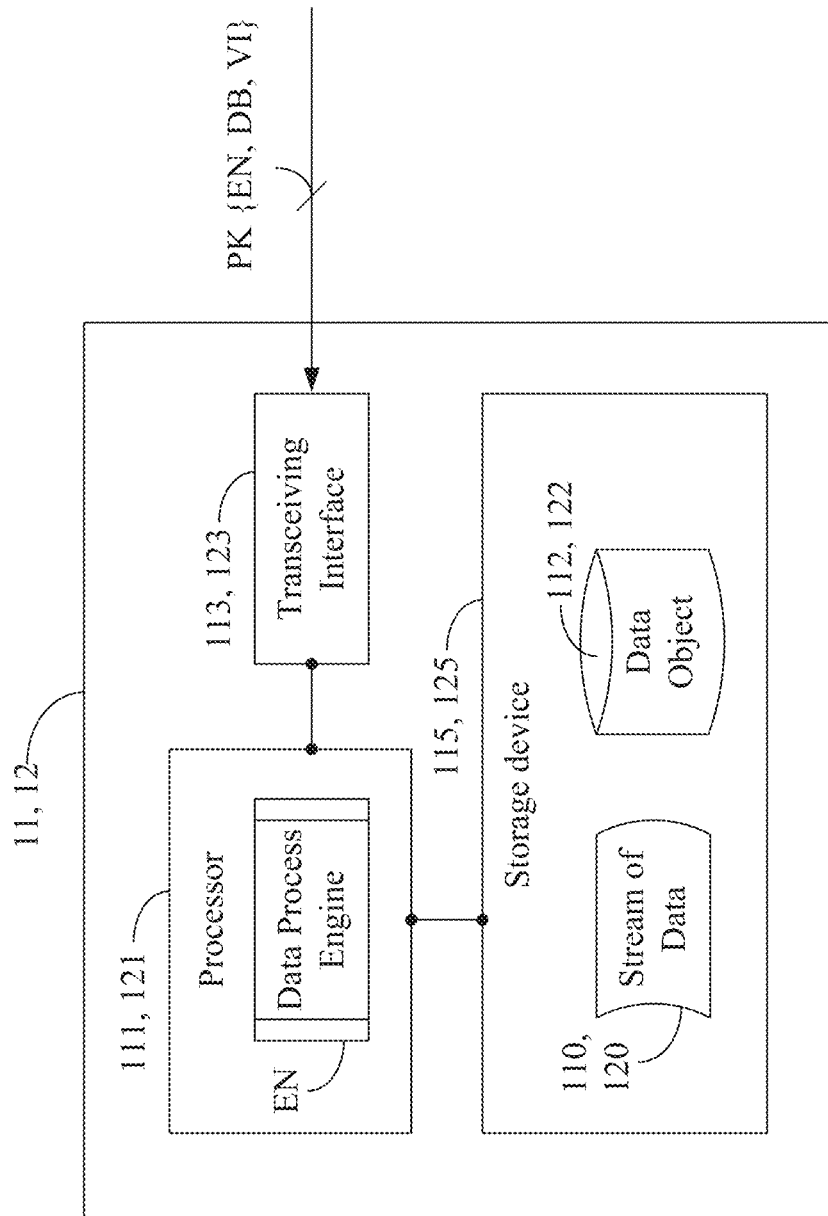 11, 12
PK {EN, DB, VI}
111, 121
Processor
Data Process
Engine
EN
113, 123
Transceiving
Interface
115, 125
Storage device
110,
120
Stream of
Data
112, 122
Data
Object